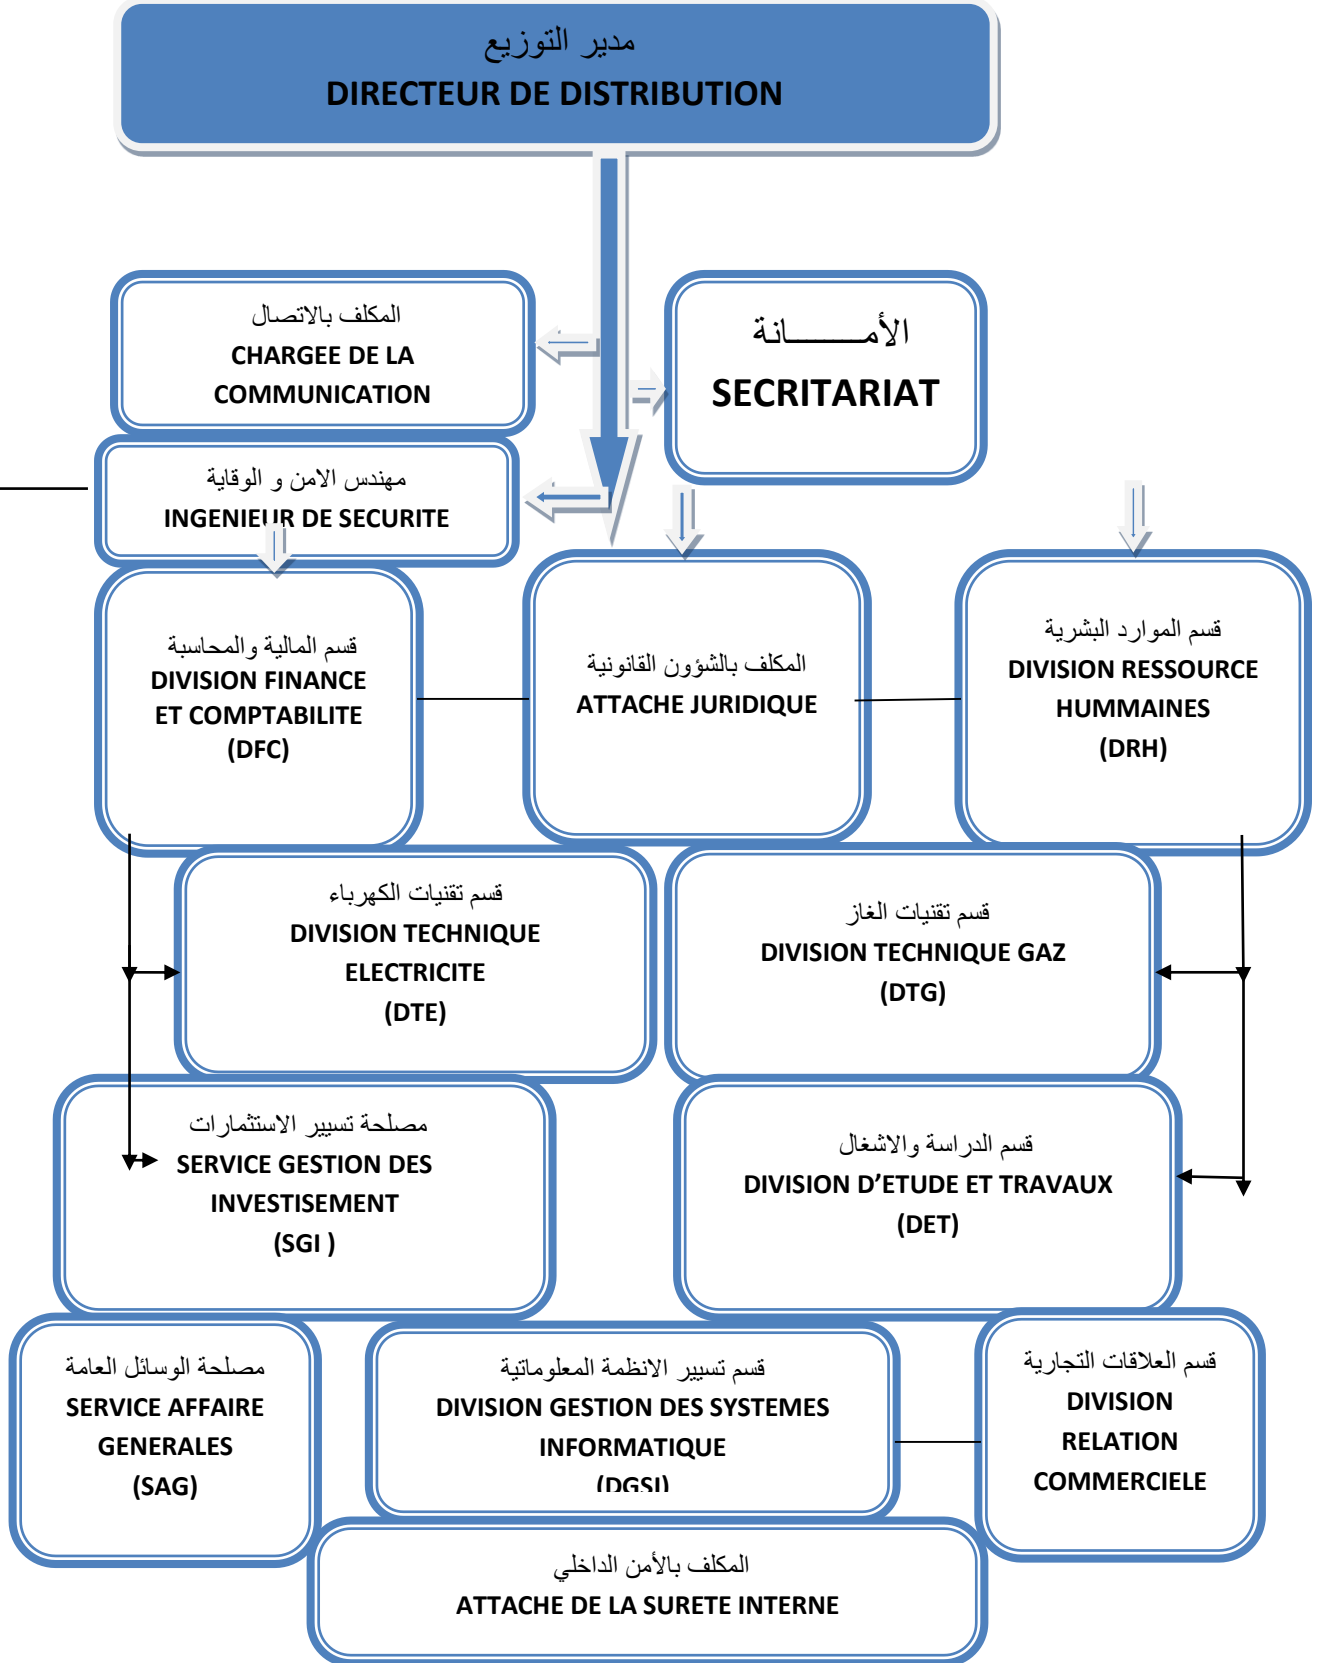 مدير التوزيع
DIRECTEUR DE DISTRIBUTION
المكلف بالاتصال
CHARGEE DE LA
COMMUNICATION
الأمـــــــانة
SECRITARIAT
مهندس الامن و الوقاية
INGENIEUR DE SECURITE
قسم المالية والمحاسبة
DIVISION FINANCE
ET COMPTABILITE
(DFC)
المكلف بالشؤون القانونية
ATTACHE JURIDIQUE
قسم الموارد البشرية
DIVISION RESSOURCE
HUMMAINES
(DRH)
قسم تقنيات الكهرباء
DIVISION TECHNIQUE
ELECTRICITE
(DTE)
قسم تقنيات الغاز
DIVISION TECHNIQUE GAZ
(DTG)
مصلحة تسيير الاستثمارات
SERVICE GESTION DES
INVESTISEMENT
(SGI )
قسم الدراسة والاشغال
DIVISION D’ETUDE ET TRAVAUX
(DET)
مصلحة الوسائل العامة
SERVICE AFFAIRE
GENERALES
(SAG)
قسم تسيير الانظمة المعلوماتية
DIVISION GESTION DES SYSTEMES
INFORMATIQUE
(DGSI)
قسم العلاقات التجارية
DIVISION
RELATION
COMMERCIELE
المكلف بالأمن الداخلي
ATTACHE DE LA SURETE INTERNE